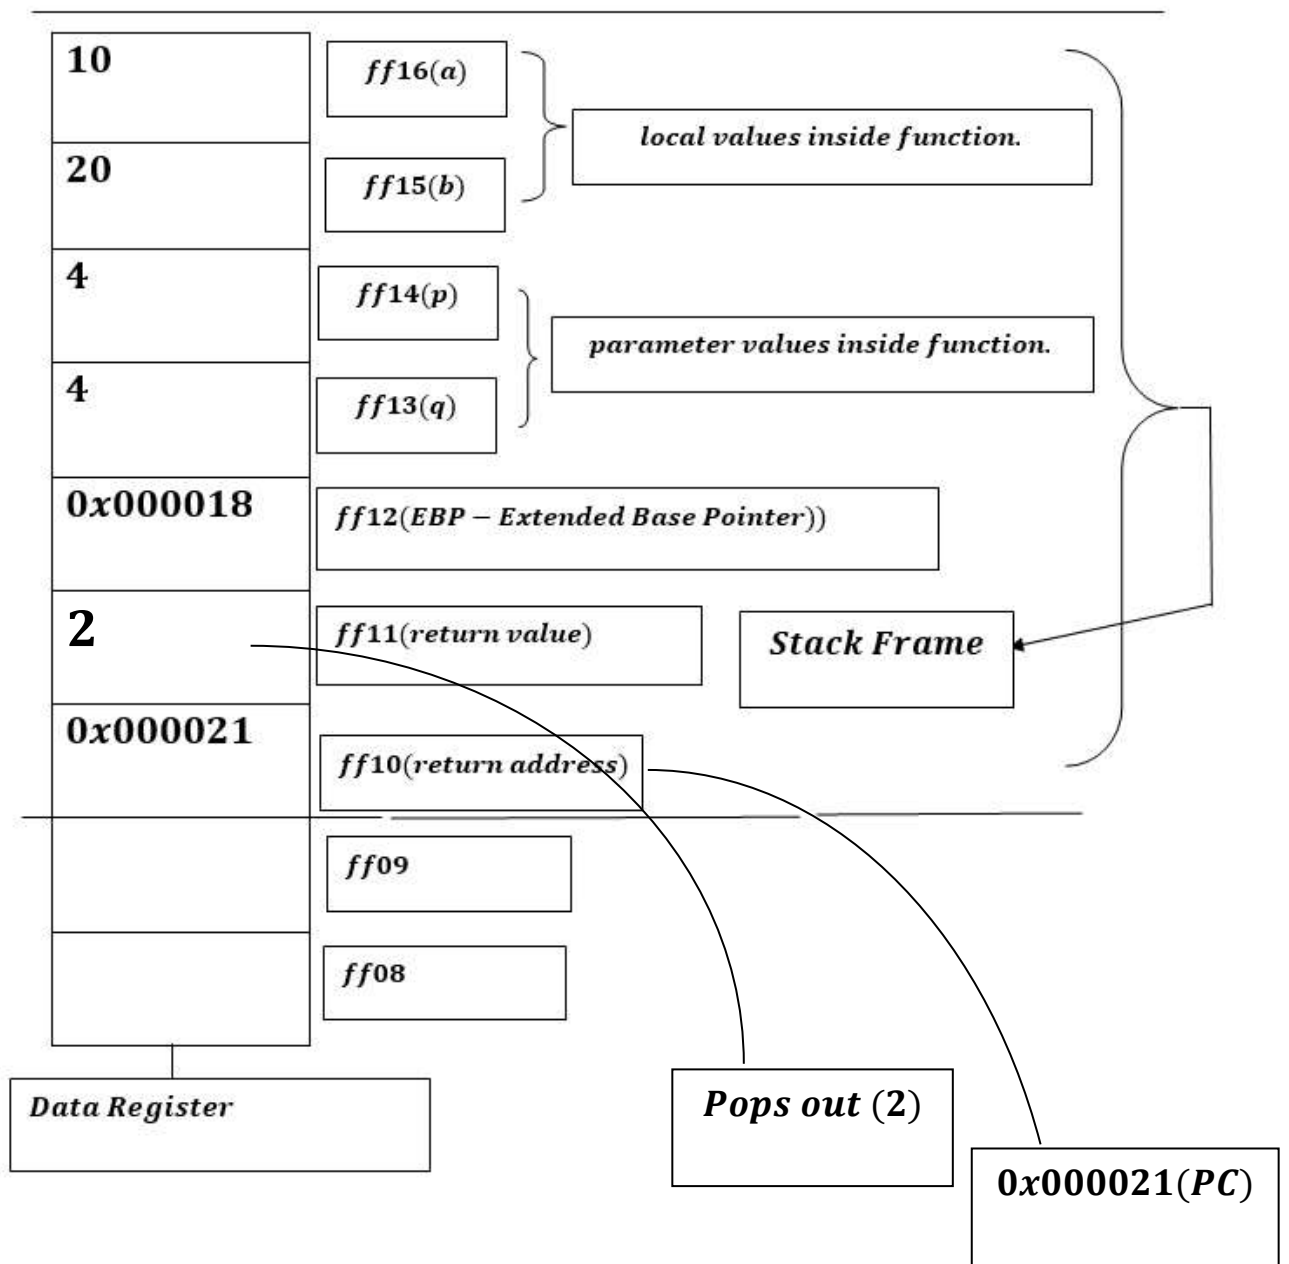 10
ff16(a)
local values inside function.
20
ff15(b)
4
ff14(p)
parameter values inside function.
4
ff13(q)
0x000018
ff12(EBP − Extended Base Pointer))
2
ff11(return value)
Stack Frame
0x000021
ff10(return address)
ff09
ff08
Data Register
Pops out (2)
0x000021(PC)